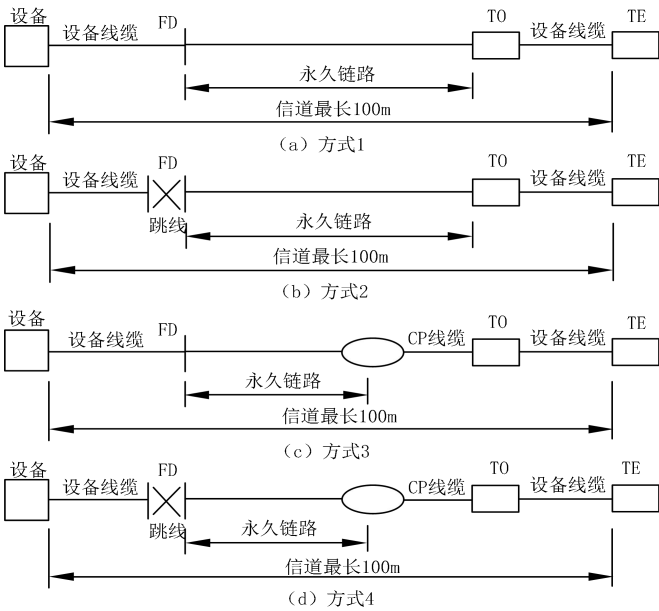 设备 FD TO TE
设备线缆 设备线缆
永久链路
信道最长100m
（a）方式1
设备 FD TO TE
设备线缆 设备线缆
跳线 永久链路
信道最长100m
（b）方式2
设备 FD TO TE
设备线缆 CP线缆 设备线缆
永久链路
信道最长100m
（c）方式3
设备 FD TO TE
设备线缆 CP线缆 设备线缆
跳线 永久链路
信道最长100m
（d）方式4